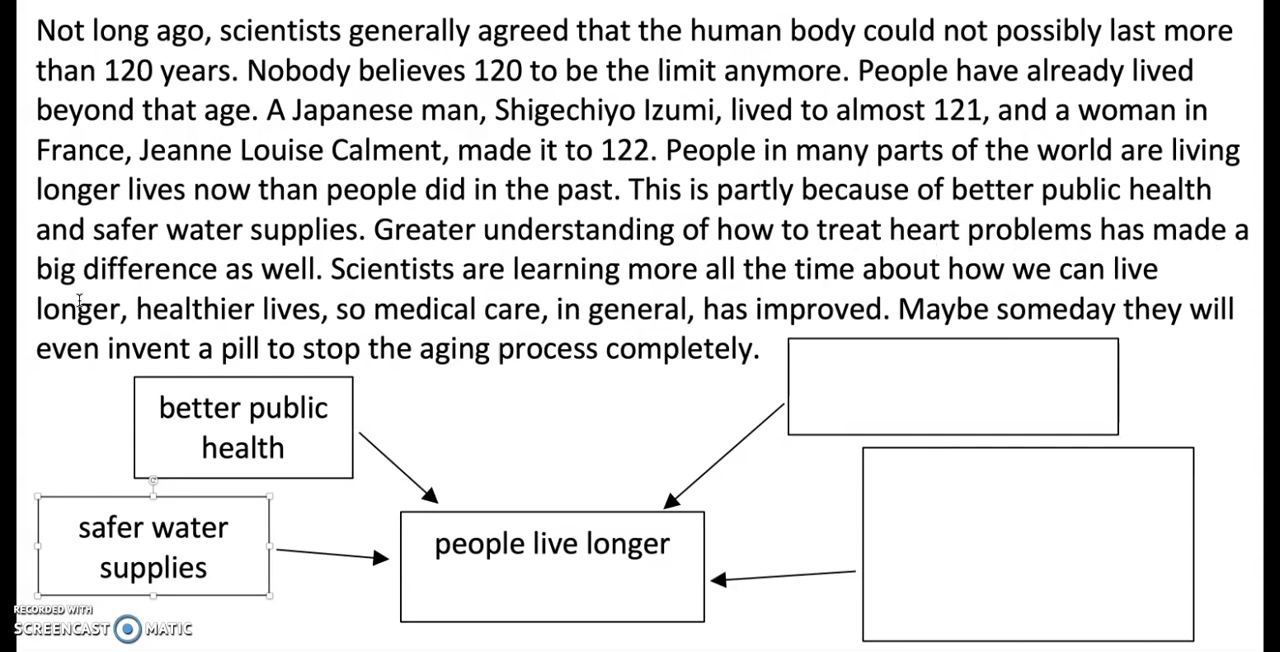 Not long ago, scientists generally agreed that the human body could not possibly last more
than 120 years. Nobody believes 120 to be the limit anymore. People have already lived
beyond that age. A Japanese man, Shigechiyo Izumi, lived to almost 121, and a woman in
France, Jeanne Louise Calment, made it to 122. People in many parts of the world are living
longer lives now than people did in the past. This is partly because of better public health
and safer water supplies. Greater understanding of how to treat heart problems has made a
big difference as well. Scientists are learning more all the time about how we can live
longer, healthier lives, so medical care, in general, has improved. Maybe someday they will
even invent a pill to stop the aging process completely.
better public
health
safer water
supplies
people live longer
RECORDED WITH
SCREENCAST MATIC